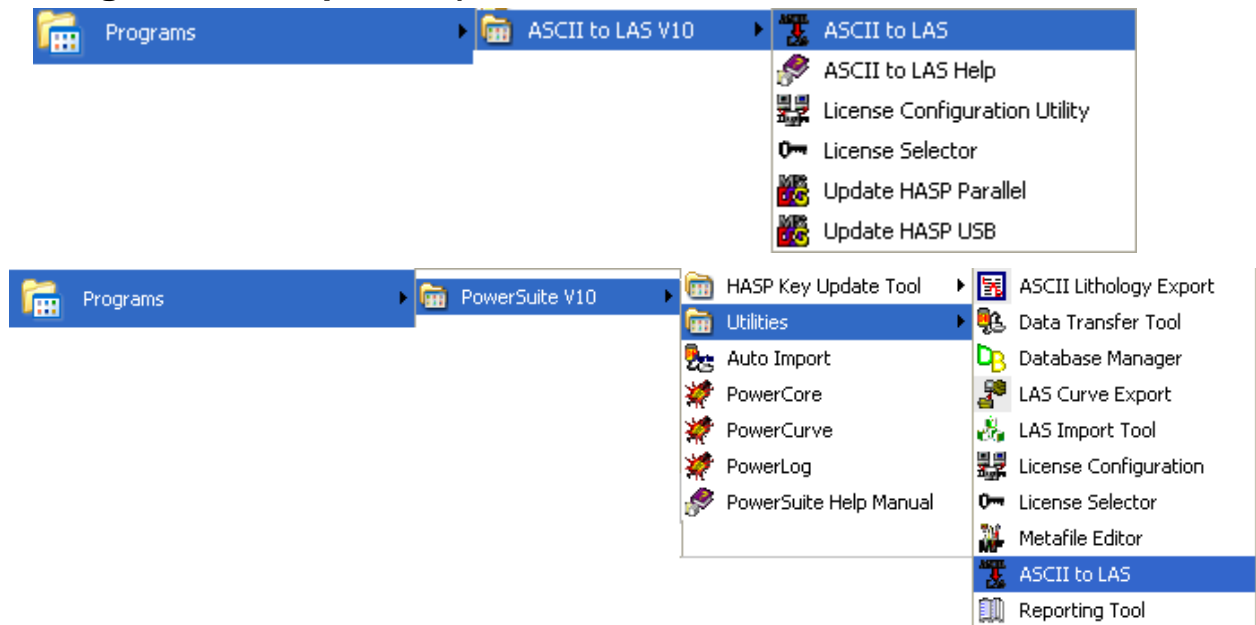 Programs
ASCII to LAS V10
ASCII to LAS
ASCII to LAS Help
License Configuration Utility
License Selector
Update HASP Parallel
Update HASP USB
Programs
PowerSuite V10
HASP Key Update Tool
Utilities
Auto Import
PowerCore
PowerCurve
PowerLog
PowerSuite Help Manual
ASCII Lithology Export
Data Transfer Tool
Database Manager
LAS Curve Export
LAS Import Tool
License Configuration
License Selector
Metafile Editor
ASCII to LAS
Reporting Tool